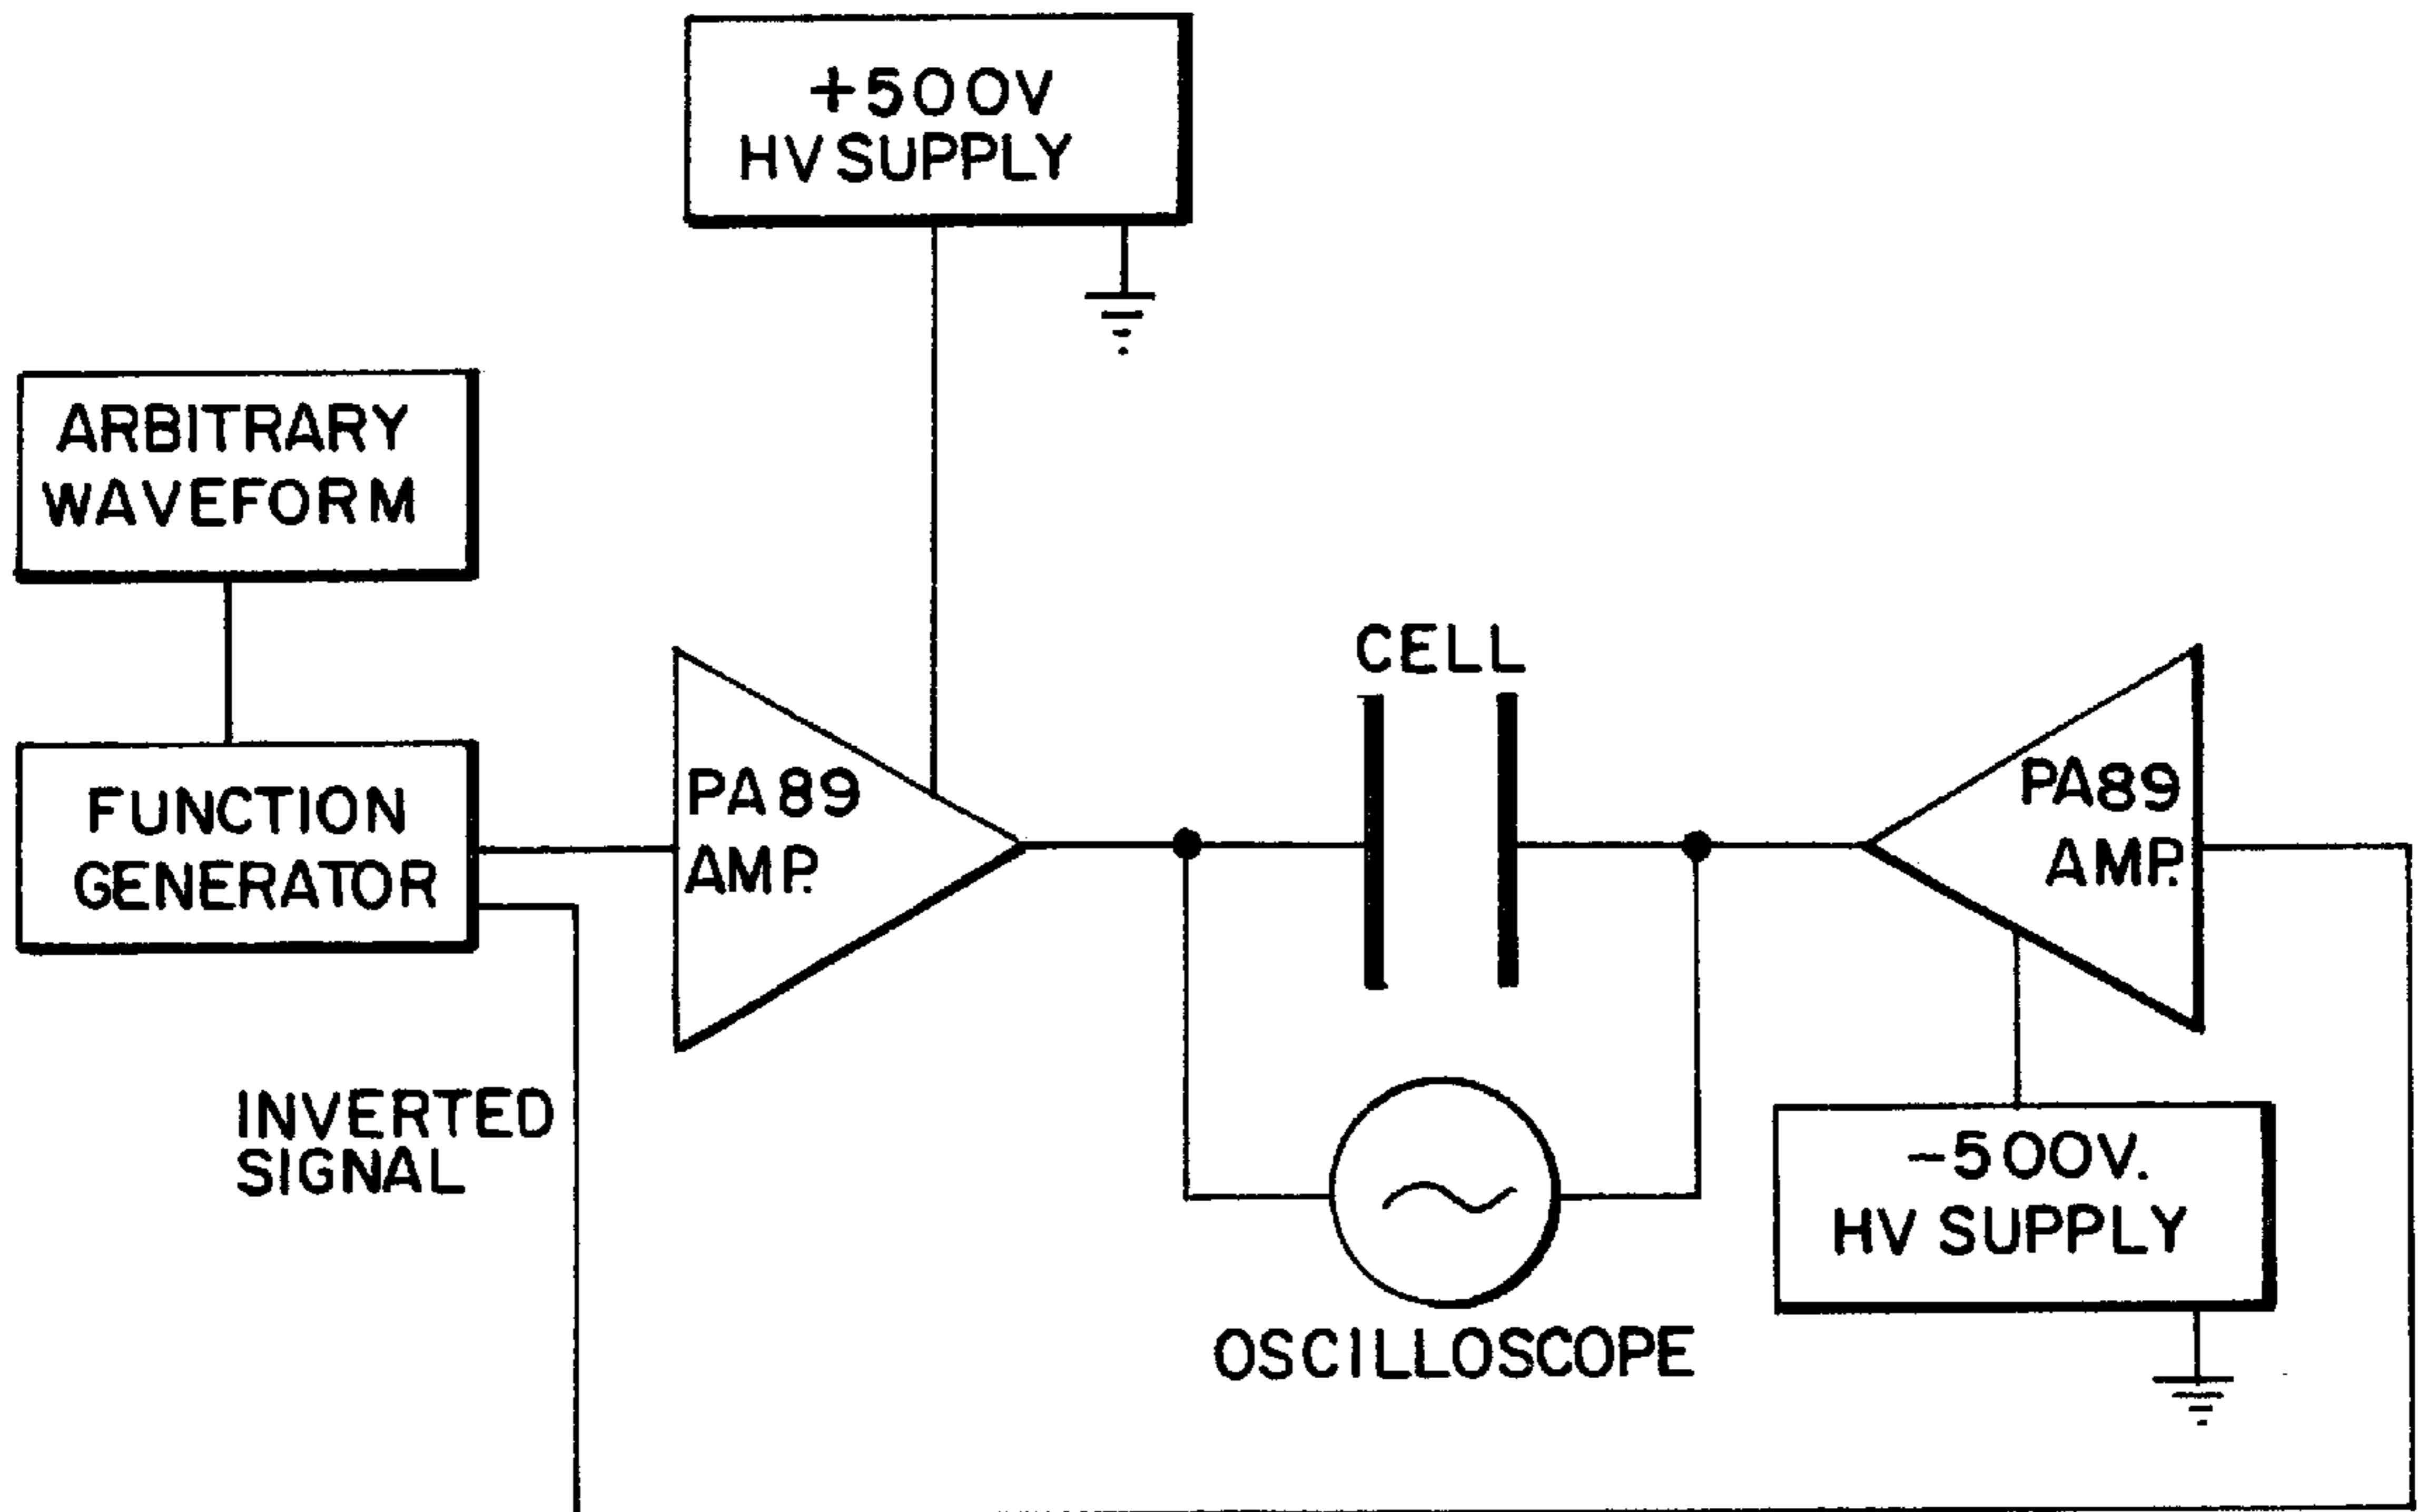 +500V
HV SUPPLY
ARBITRARY
WAVEFORM
CELL
FUNCTION
GENERATOR
PA89
AMP.
PA89
AMP.
INVERTED
SIGNAL
-500V.
HV SUPPLY
OSCILLOSCOPE